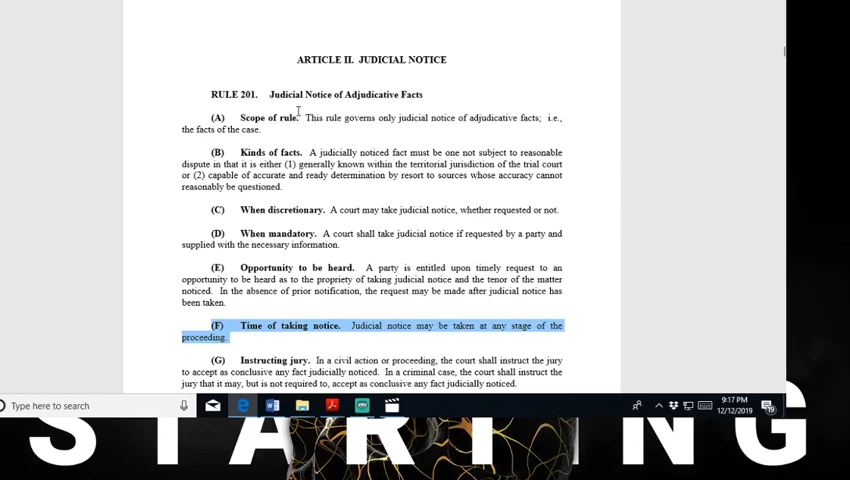 ARTICLE II. JUDICIAL NOTICE
RULE 201. Judicial Notice of Adjudicative Facts
(A) Scope of rule. This rule governs only judicial notice of adjudicative facts; i.e.,
the facts of the case.
(B) Kinds of facts. A judicially noticed fact must be one not subject to reasonable
dispute in that it is either (1) generally known within the territorial jurisdiction of the trial court
or (2) capable of accurate and ready determination by resort to sources whose accuracy cannot
reasonably be questioned.
(C) When discretionary. A court may take judicial notice, whether requested or not.
(D) When mandatory. A court shall take judicial notice if requested by a party and
supplied with the necessary information.
(E) Opportunity to be heard. A party is entitled upon timely request to an
opportunity to be heard as to the propriety of taking judicial notice and the tenor of the matter
noticed. In the absence of prior notification, the request may be made after judicial notice has
been taken.
(F) Time of taking notice. Judicial notice may be taken at any stage of the
proceeding.
(G) Instructing jury. In a civil action or proceeding, the court shall instruct the jury
to accept as conclusive any fact judicially noticed. In a criminal case, the court shall instruct the
jury that it may, but is not required to, accept as conclusive any fact judicially noticed.
Type here to search
9:17 PM
12/12/2019
19
STARTING